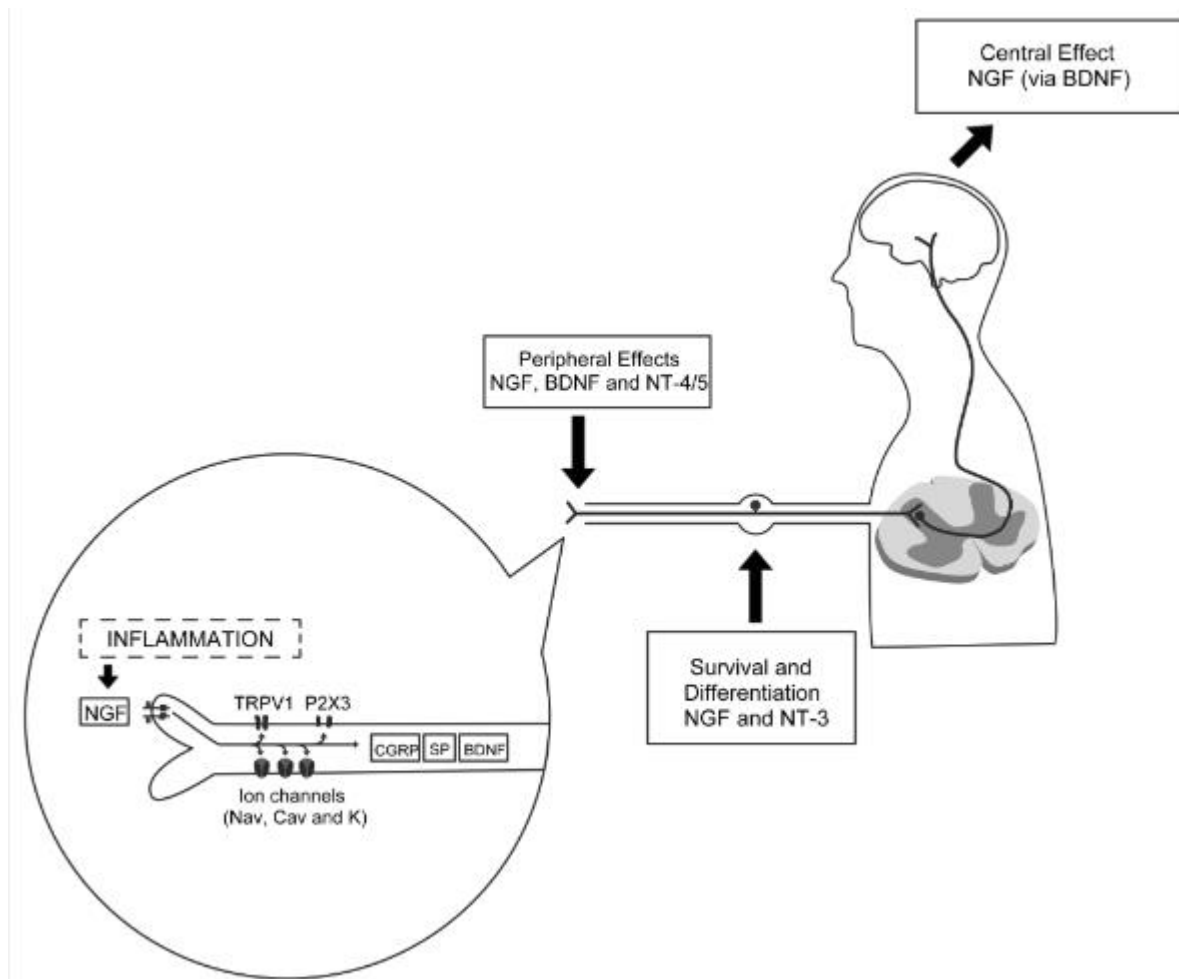 Central Effect
NGF (via BDNF)
Peripheral Effects
NGF, BDNF and NT-4/5
Survival and
Differentiation
NGF and NT-3
INFLAMMATION
NGF
TRPV1 P2X3
CGRP SP BDNF
Ion channels
(Nav, Cav and K)